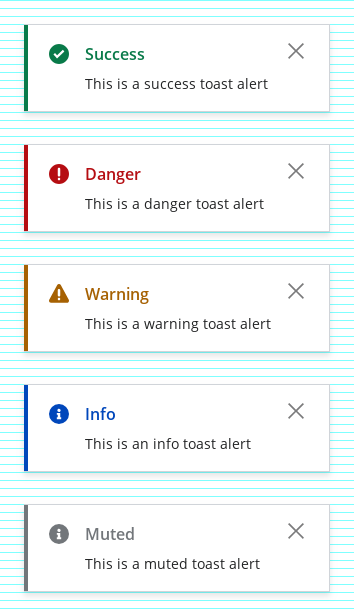 Success
This is a success toast alert
Danger
This is a danger toast alert
Warning
This is a warning toast alert
Info
This is an info toast alert
Muted
This is a muted toast alert